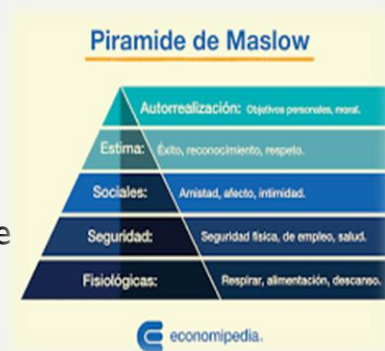 Piramide de Maslow
Autorrealización: Objetivos personales, moral.
Estima: Éxito, reconocimiento, respeto.
Sociales: Amistad, afecto, intimidad.
e
Seguridad: Seguridad física, de empleo, salud.
Fisiológicas: Respirar, alimentación, descanso.
economipedia.